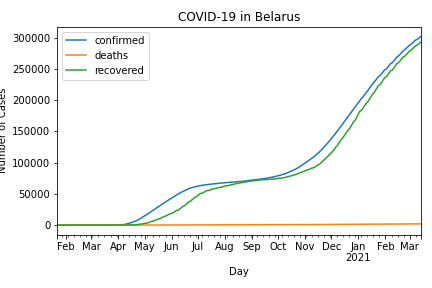 COVID-19 in Belarus
confirmed
deaths
recovered
300000
250000
200000
150000
100000
50000
0
Number of Cases
Feb Mar Apr May Jun Jul Aug Sep Oct Nov Dec Jan Feb Mar
2021
Day